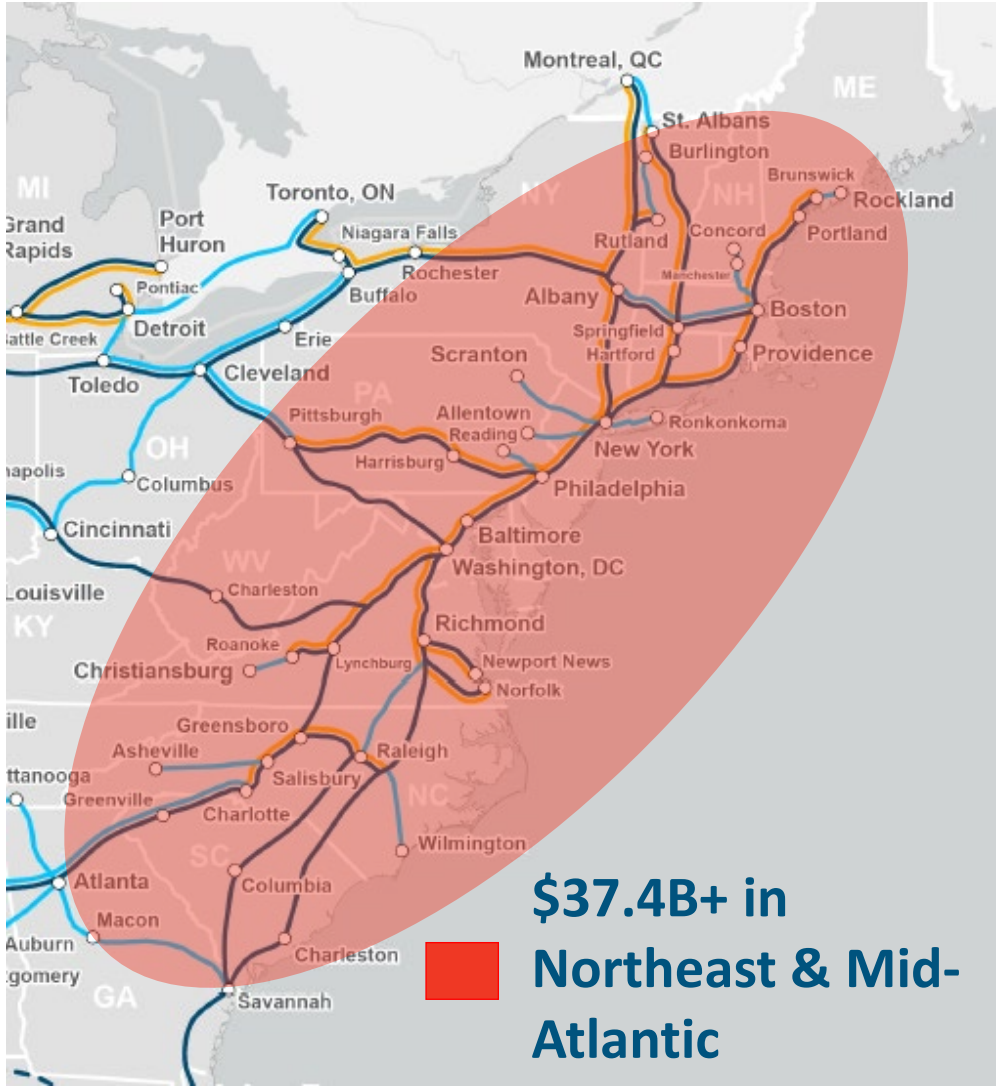 Montreal, QC
ME
St. Albans
Burlington
MI
Toronto, ON
NY
NH
Brunswick
Rockland
Grand
Rapids
Port
Huron
Niagara Falls
Rutland
Concord
Portland
Rochester
Manchester
Pontiac
Buffalo
Albany
Boston
Detroit
Battle Creek
Erie
Springfield
Hartford
Providence
Scranton
Toledo
Cleveland
PA
Pittsburgh
Allentown
Reading
Ronkonkoma
New York
OH
Harrisburg
napolis
Columbus
Philadelphia
Cincinnati
Baltimore
WV
Washington, DC
Louisville
Charleston
KY
Richmond
Roanoke
Christiansburg
Lynchburg
Newport News
Norfolk
ille
Greensboro
Asheville
Raleigh
Salisbury
ttanooga
Greenville
Charlotte
NC
Wilmington
SC
Atlanta
Columbia
Macon
Auburn
Charleston
tgomery
GA
Savannah
$37.4B+ in
Northeast & Mid-
Atlantic